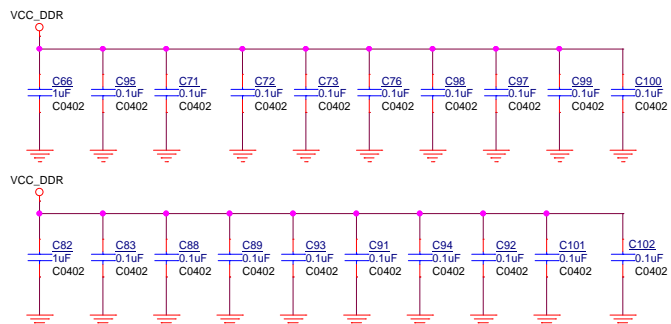 VCC_DDR
C66 C95 C71 C72 C73 C76 C98 C97 C99 C100
1uF 0.1uF 0.1uF 0.1uF 0.1uF 0.1uF 0.1uF 0.1uF 0.1uF 0.1uF
C0402 C0402 C0402 C0402 C0402 C0402 C0402 C0402 C0402 C0402
VCC_DDR
C82 C83 C88 C89 C93 C91 C94 C92 C101 C102
1uF 0.1uF 0.1uF 0.1uF 0.1uF 0.1uF 0.1uF 0.1uF 0.1uF 0.1uF
C0402 C0402 C0402 C0402 C0402 C0402 C0402 C0402 C0402 C0402